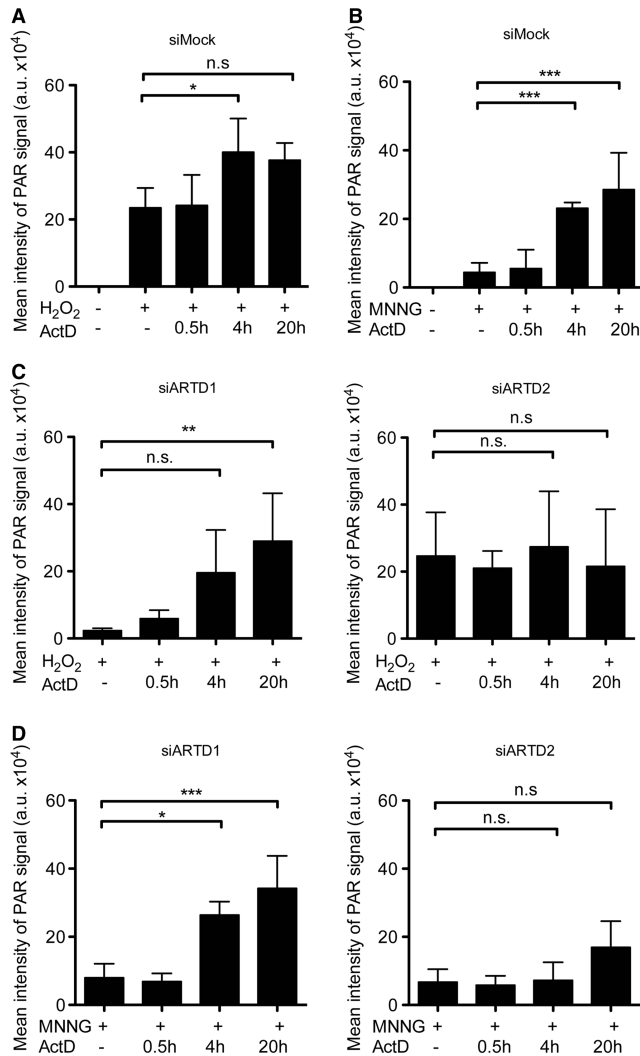 A
siMock
n.s
*
Mean intensity of PAR signal (a.u. x10⁴)
60
40
20
0
H₂O₂ - + + + +
ActD - - 0.5h 4h 20h
B
siMock
***
***
Mean intensity of PAR signal (a.u. x10⁴)
60
40
20
0
MNNG - + + + +
ActD - - 0.5h 4h 20h
C
siARTD1
**
n.s.
Mean intensity of PAR signal (a.u. x10⁴)
60
40
20
0
H₂O₂ + + + +
ActD - 0.5h 4h 20h
siARTD2
n.s
n.s.
Mean intensity of PAR signal (a.u. x10⁴)
60
40
20
0
H₂O₂ + + + +
ActD - 0.5h 4h 20h
D
siARTD1
***
*
Mean intensity of PAR signal (a.u. x10⁴)
60
40
20
0
MNNG + + + +
ActD - 0.5h 4h 20h
siARTD2
n.s
n.s.
Mean intensity of PAR signal (a.u. x10⁴)
60
40
20
0
MNNG + + + +
ActD - 0.5h 4h 20h